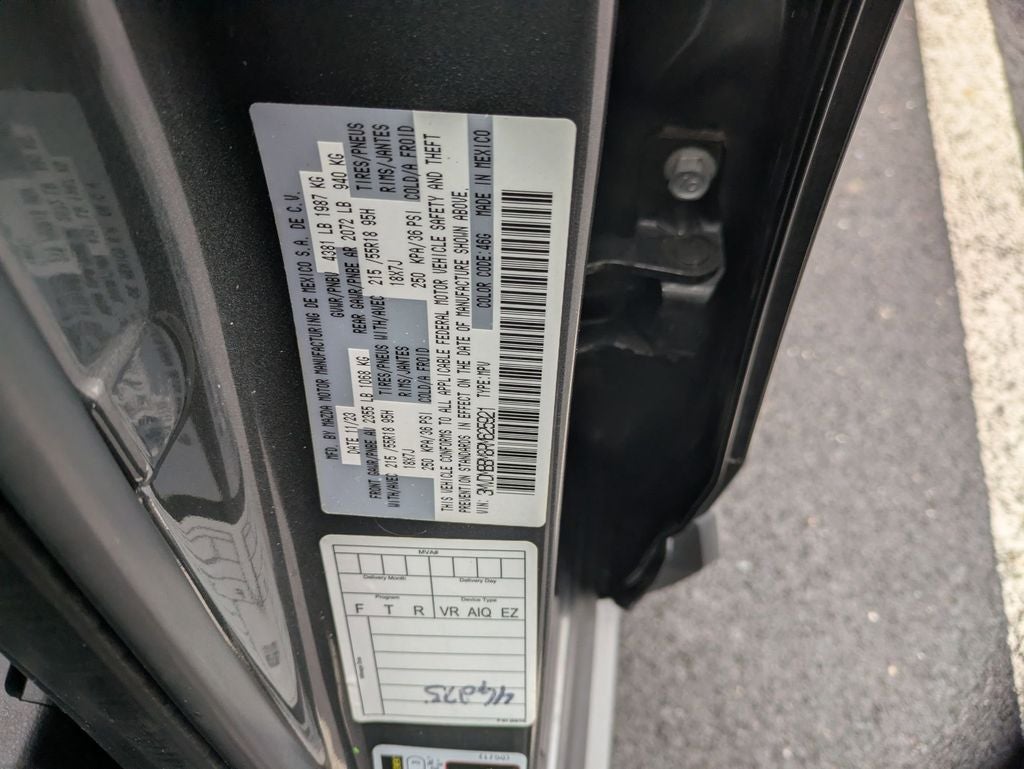 MFD. BY MAZDA MOTOR MANUFACTURING DE MEXICO S.A. DE C.V.
DATE 11/23 GVWR/PNBV 4381 LB 1987 KG
FRONT GAWR/PNBE AV 2355 LB 1068 KG REAR GAWR/PNBE AR 2072 LB 940 KG
WITH/AVEC 215 /55R18 95H TIRES/PNEUS WITH/AVEC 215 /55R18 95H TIRES/PNEUS
18X7J RIMS/JANTES 18X7J RIMS/JANTES
250 KPA/36 PSI COLD/A FROID 250 KPA/36 PSI COLD/A FROID
THIS VEHICLE CONFORMS TO ALL APPLICABLE FEDERAL MOTOR VEHICLE SAFETY AND THEFT
PREVENTION STANDARDS IN EFFECT ON THE DATE OF MANUFACTURE SHOWN ABOVE.
VIN: TYPE:MPV COLOR CODE:46G MADE IN MEXICO
MVA#
Delivery Month Delivery Day
Program Device Type
F T R VR AIQ EZ
46275